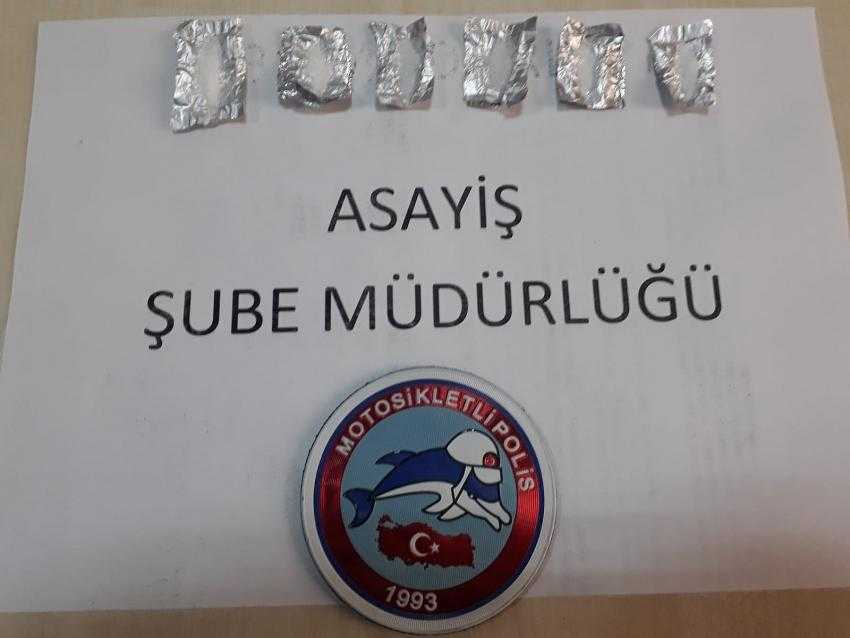 ASAYİŞ
ŞUBE MÜDÜRLÜĞÜ
MOTOSİKLETLİ POLİS
1993